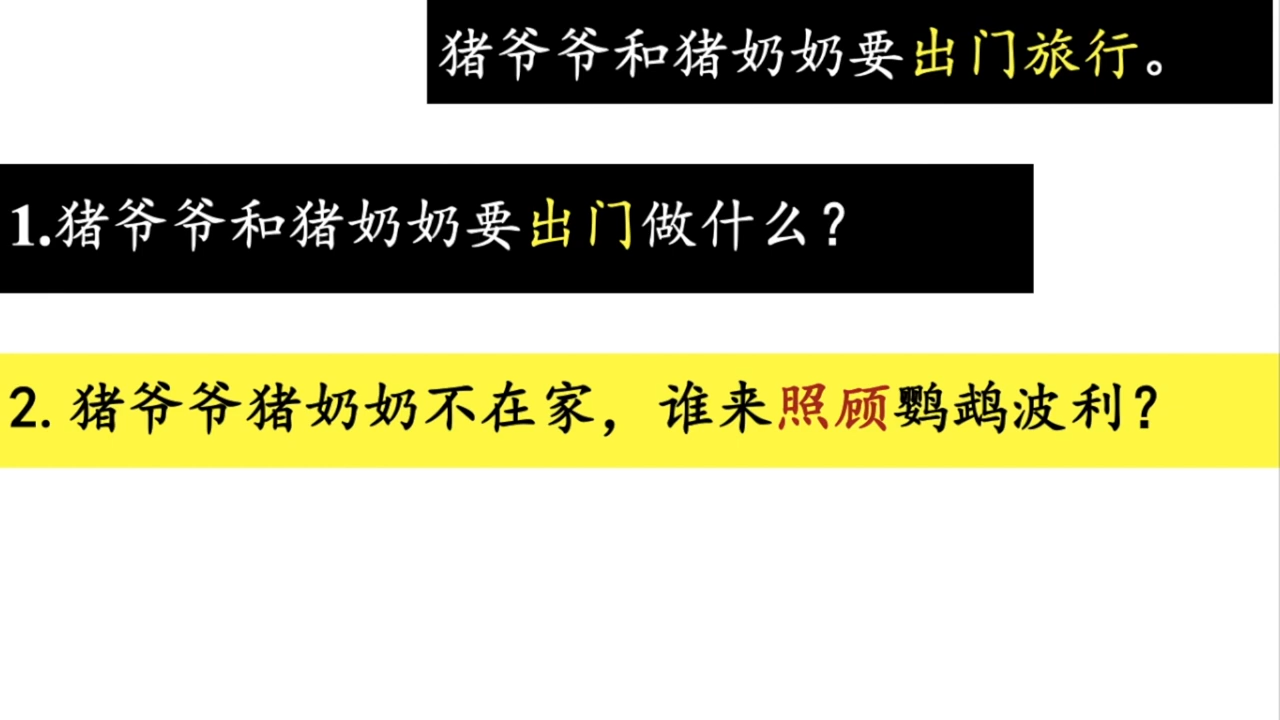 猪爷爷和猪奶奶要出门旅行。
1.猪爷爷和猪奶奶要出门做什么？
2. 猪爷爷猪奶奶不在家，谁来照顾鹦鹉波利？